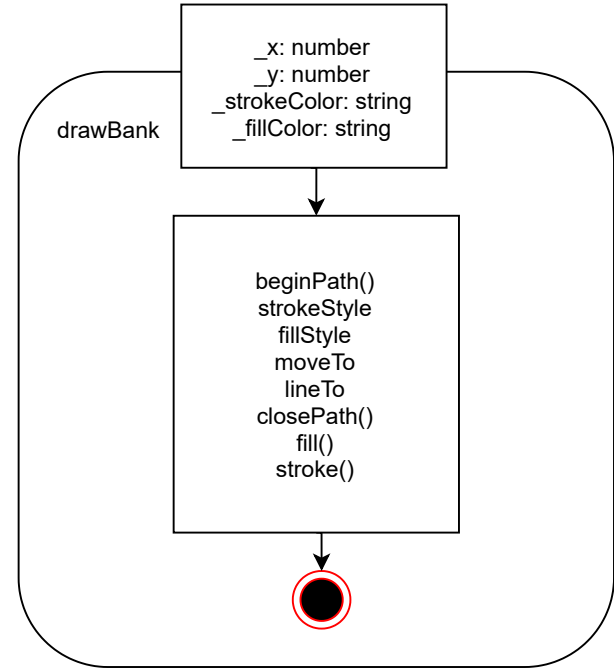 _x: number
_y: number
_strokeColor: string
_fillColor: string
drawBank
beginPath()
strokeStyle
fillStyle
moveTo
lineTo
closePath()
fill()
stroke()